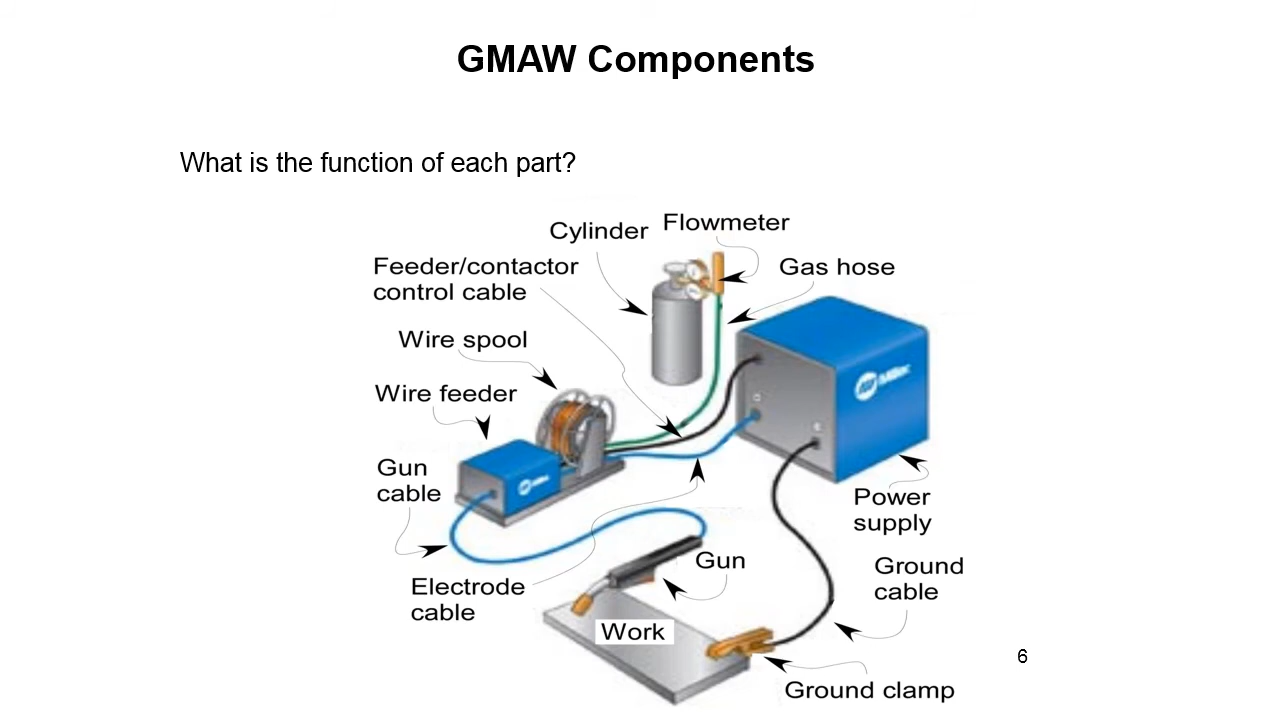 GMAW Components
What is the function of each part?
Cylinder
Flowmeter
Feeder/contactor
control cable
Gas hose
Wire spool
Wire feeder
Miller
Gun
cable
Power
supply
Electrode
cable
Gun
Ground
cable
Work
Ground clamp
6